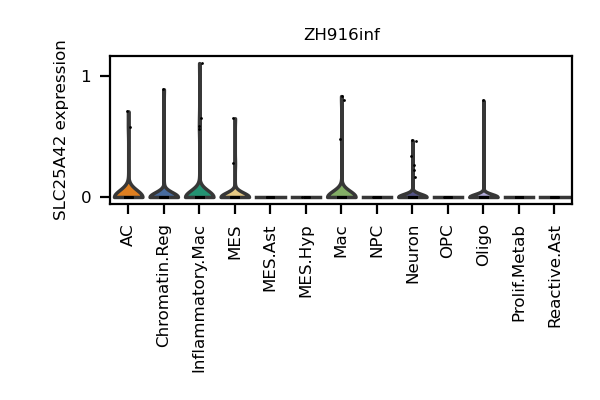 ZH916inf
SLC25A42 expression
1
0
AC
Chromatin.Reg
Inflammatory.Mac
MES
MES.Ast
MES.Hyp
Mac
NPC
Neuron
OPC
Oligo
Prolif.Metab
Reactive.Ast